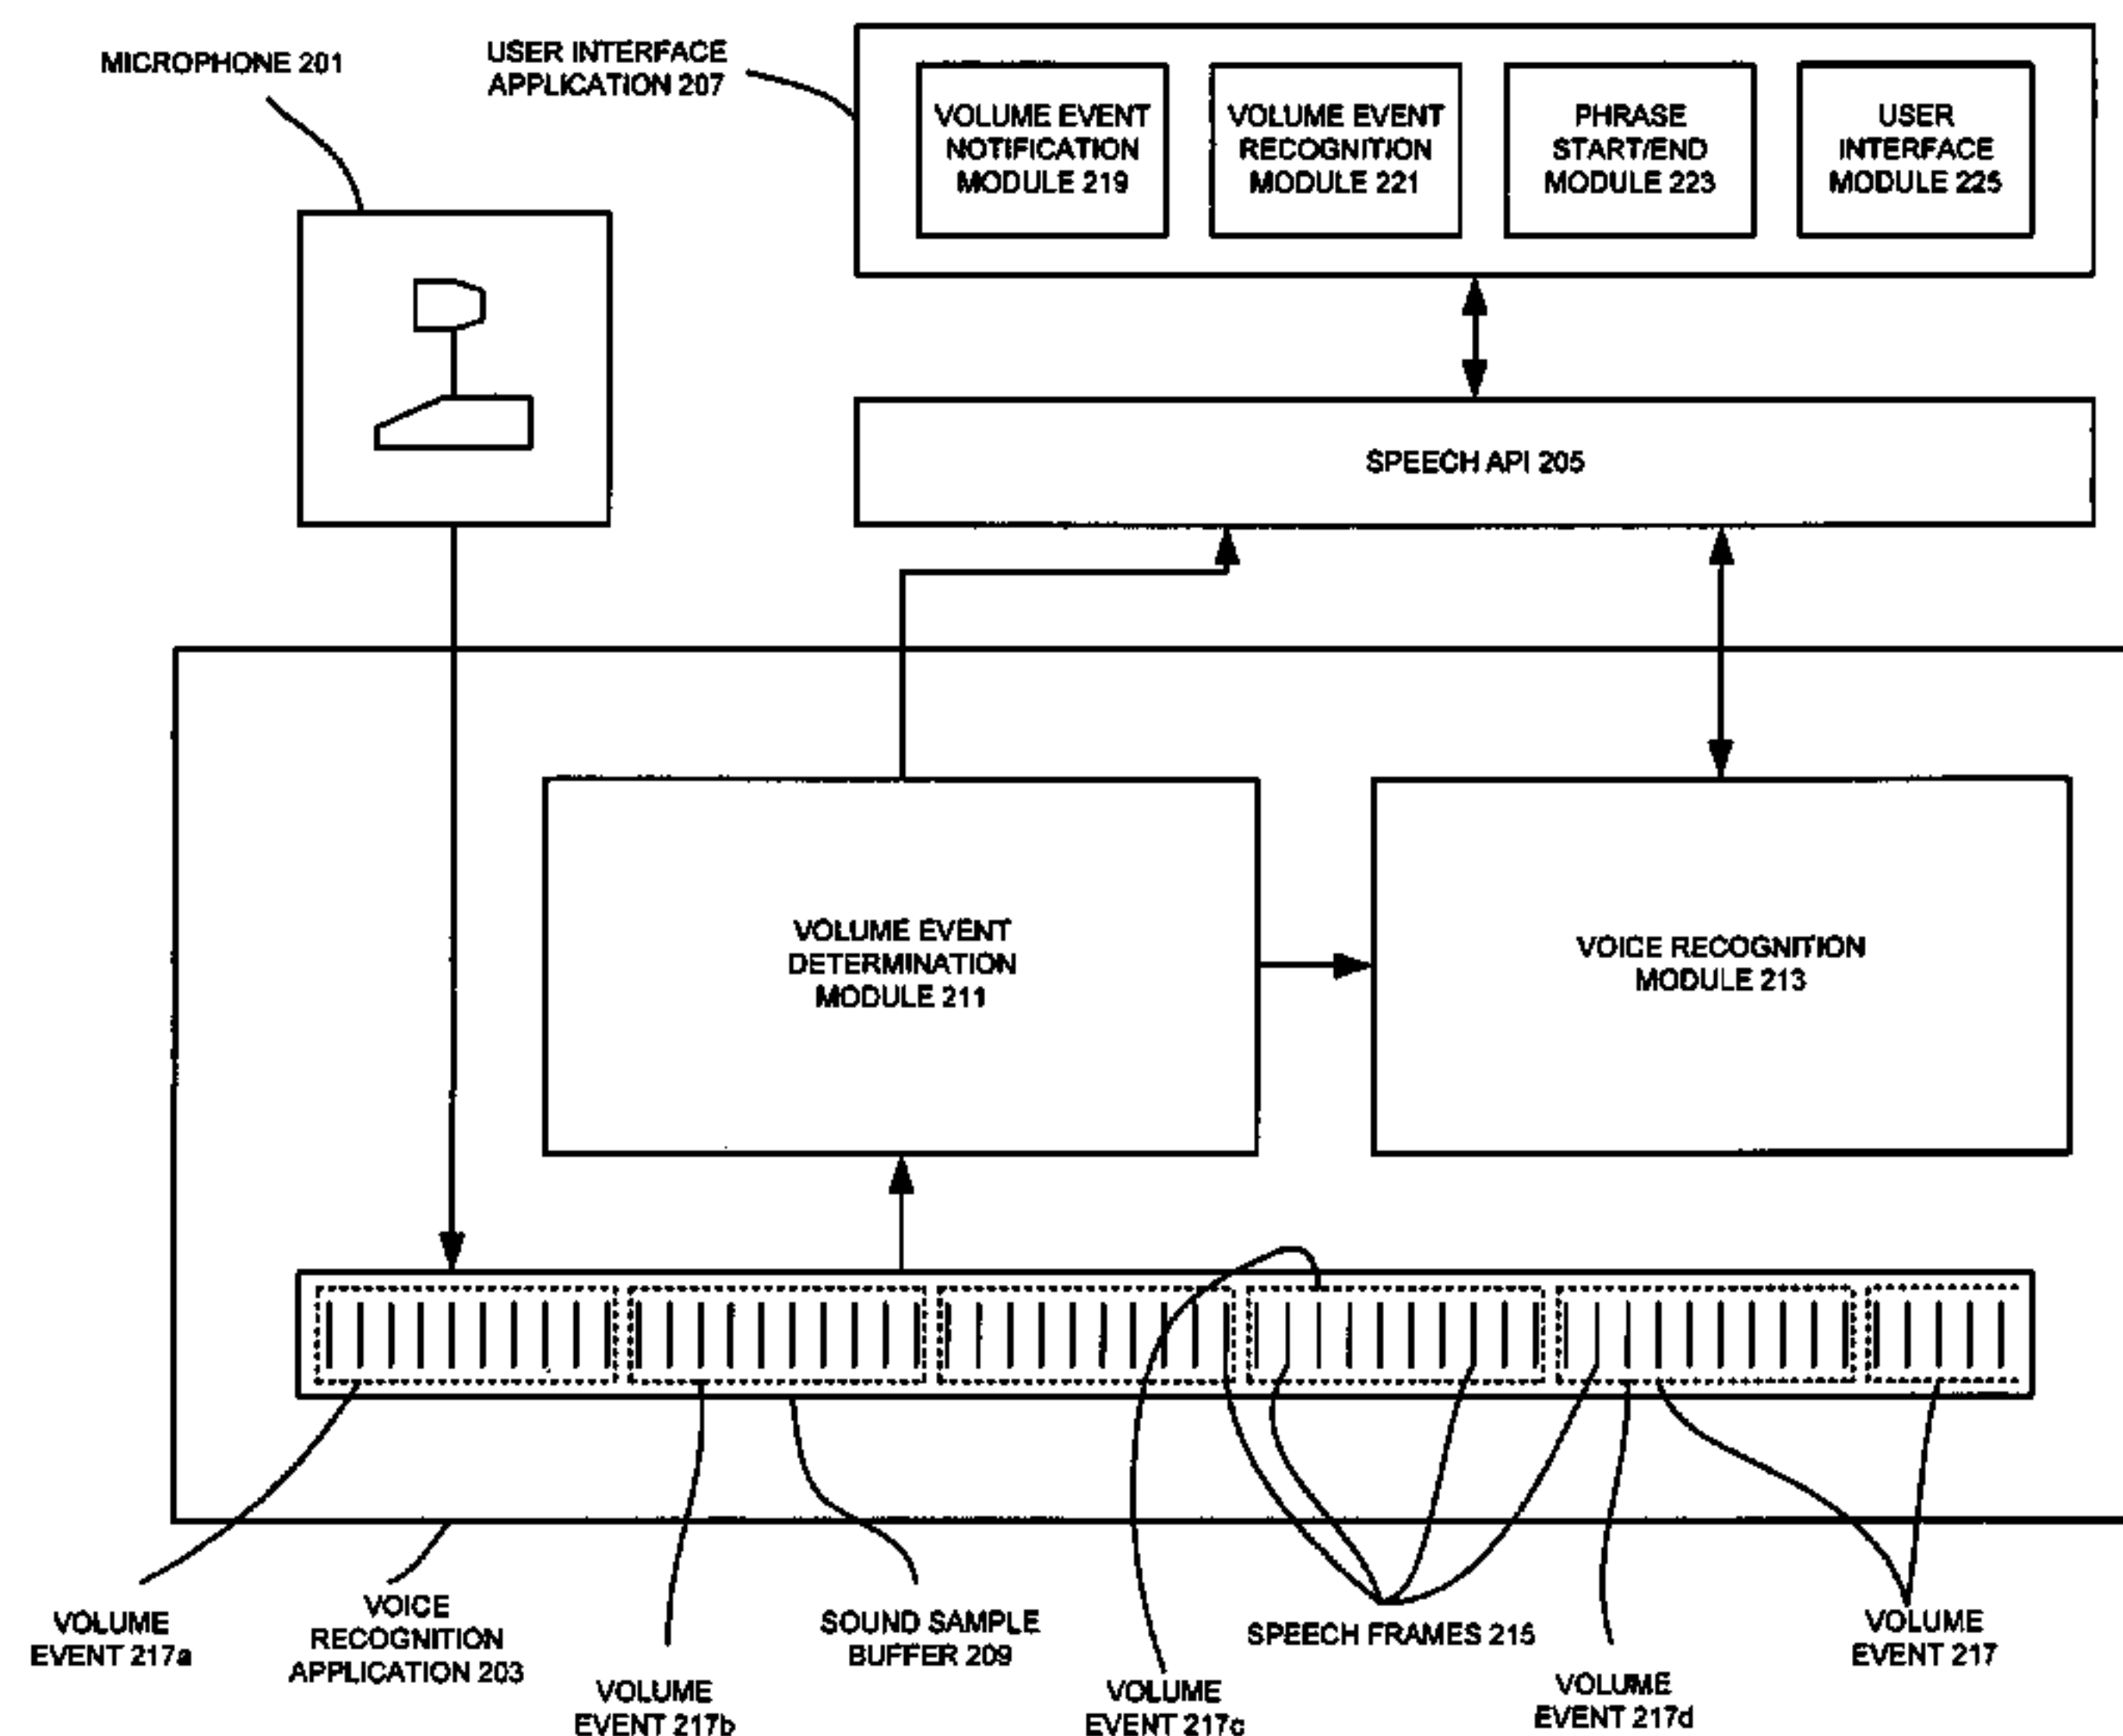 MICROPHONE 201
USER INTERFACE
APPLICATION 207
VOLUME EVENT
NOTIFICATION
MODULE 219
VOLUME EVENT
RECOGNITION
MODULE 221
PHRASE
START/END
MODULE 223
USER
INTERFACE
MODULE 225
SPEECH API 205
VOLUME EVENT
DETERMINATION
MODULE 211
VOICE RECOGNITION
MODULE 213
VOLUME
EVENT 217a
VOICE
RECOGNITION
APPLICATION 203
VOLUME
EVENT 217b
SOUND SAMPLE
BUFFER 209
VOLUME
EVENT 217c
SPEECH FRAMES 215
VOLUME
EVENT 217d
VOLUME
EVENT 217